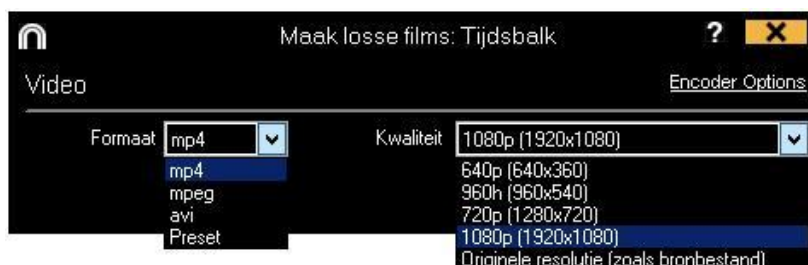 Maak losse films: Tijdsbalk ?
Video Encoder Options
Formaat mp4 Kwaliteit 1080p (1920x1080)
mp4 640p (640x360)
mpeg 960h (960x540)
avi 720p (1280x720)
Preset 1080p (1920x1080)
Originele resolutie (zoals bronbestand)